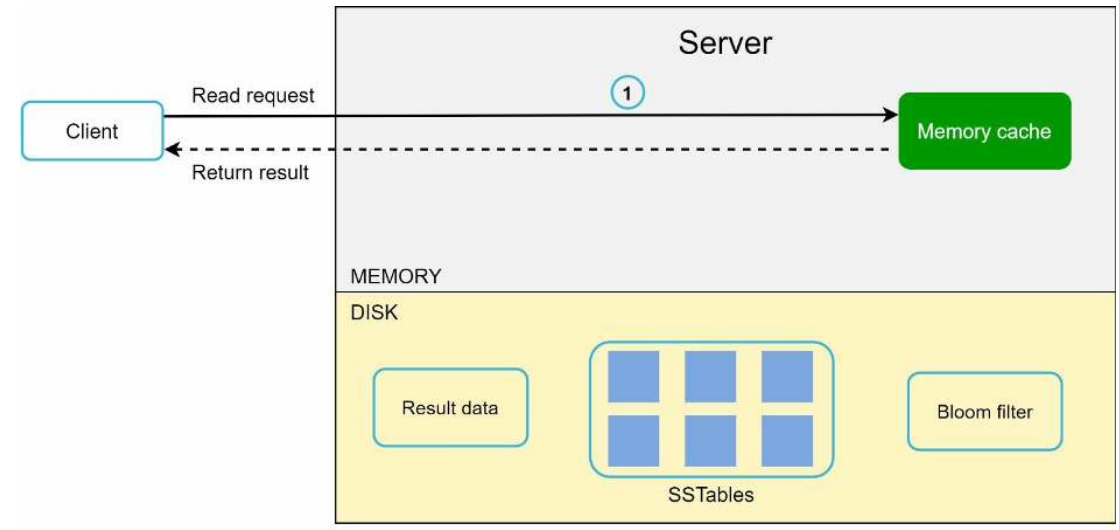 Server
Read request
1
Client
Memory cache
Return result
MEMORY
DISK
Result data
Bloom filter
SSTables